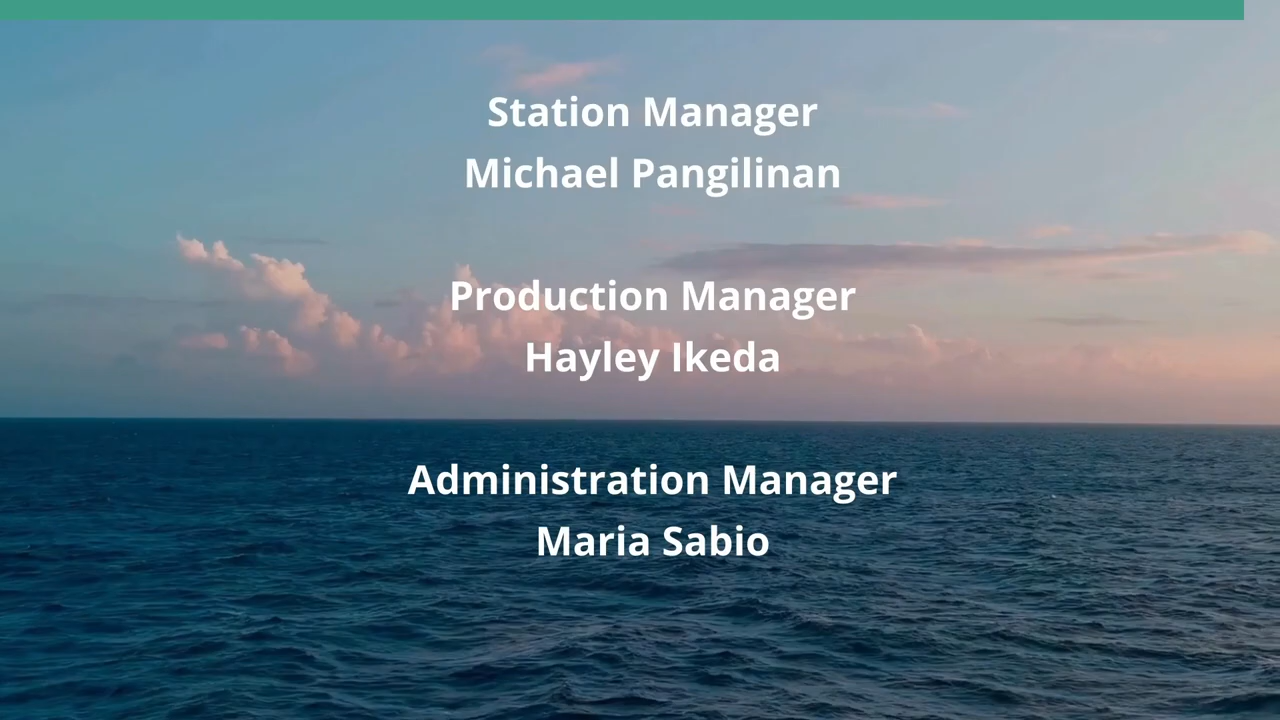 Station Manager
Michael Pangilinan
Production Manager
Hayley Ikeda
Administration Manager
Maria Sabio